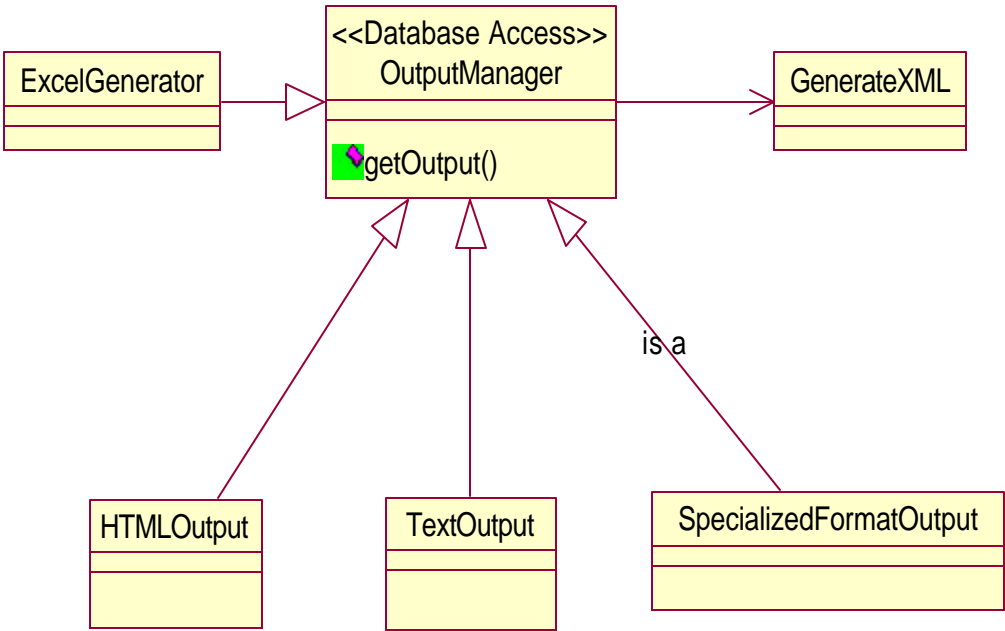 <<Database Access>>
OutputManager
ExcelGenerator
GenerateXML
getOutput()
is a
HTMLOutput
TextOutput
SpecializedFormatOutput